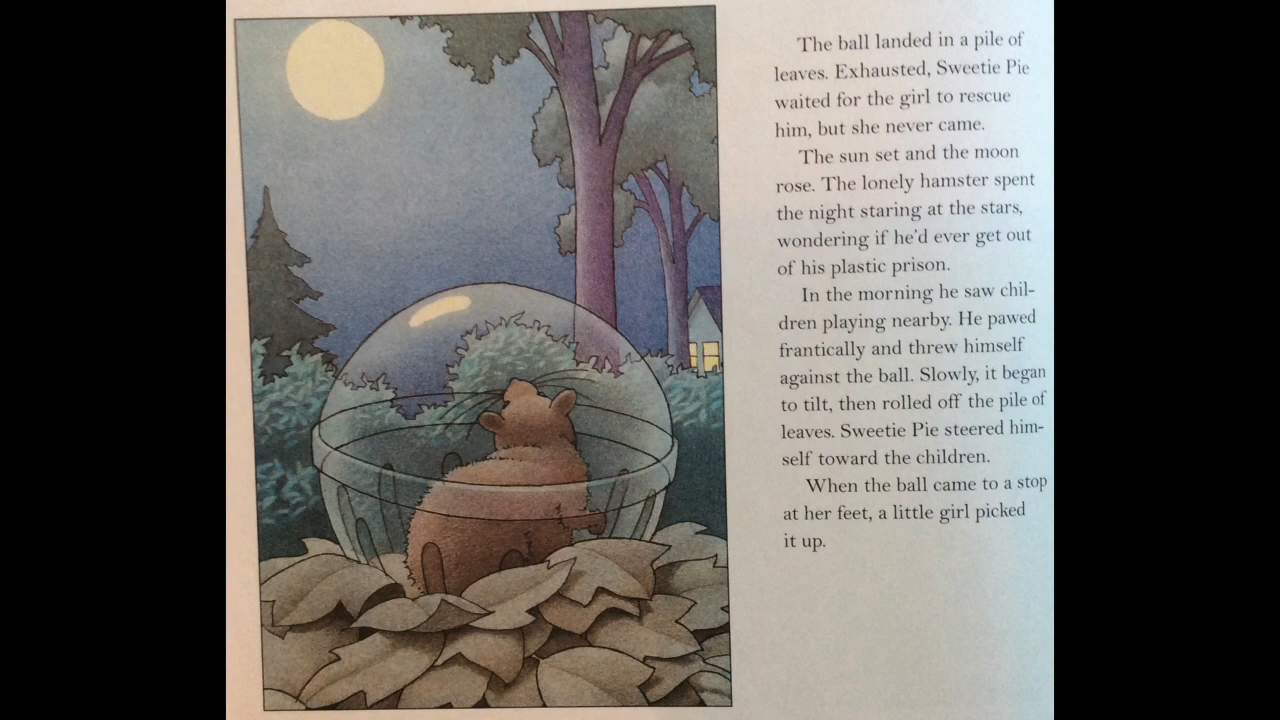 The ball landed in a pile of
leaves. Exhausted, Sweetie Pie
waited for the girl to rescue
him, but she never came.
The sun set and the moon
rose. The lonely hamster spent
the night staring at the stars,
wondering if he'd ever get out
of his plastic prison.
In the morning he saw chil-
dren playing nearby. He pawed
frantically and threw himself
against the ball. Slowly, it began
to tilt, then rolled off the pile of
leaves. Sweetie Pie steered him-
self toward the children.
When the ball came to a stop
at her feet, a little girl picked
it up.